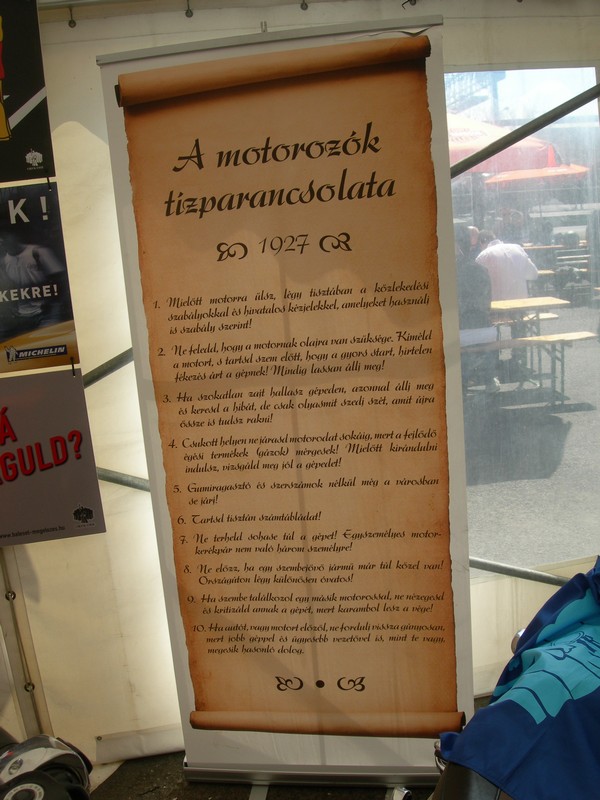 A motorozók
tízparancsolata
1927
1. Mielőtt motorra ülsz, légy tisztában a közlekedési
szabályokkal és hivatalos kézjelekkel, amelyeket használj
is szabály szerint!
2. Ne feledd, hogy a motornak olajra van szüksége. Kíméld
a motort, s tartsd szem előtt, hogy a gyors start, hirtelen
fékezés árt a gépnek! Mindig lassan állj meg!
3. Ha szokatlan zajt hallasz gépeden, azonnal állj meg
és keresd a hibát, de csak olyasmit szedj szét, amit újra
össze is tudsz rakni!
4. Csukott helyen ne járasd motorodat sokáig, mert a fejlődő
égési termékek (gázok) mérgesek! Mielőtt kirándulni
indulsz, vizsgáld meg jól a gépedet!
5. Gumiragasztó és szerszámok nélkül még a városban
se járj!
6. Tartsd tisztán számtábládat!
7. Ne terheld sohase túl a gépet! Egyszemélyes motor-
kerékpár nem való három személyre!
8. Ne előzz, ha egy szembejövő jármű már túl közel van!
Országúton légy különösen óvatos!
9. Ha szembe találkozol egy másik motorossal, ne nézegesd
és kritizáld annak a gépét, mert karambol lesz a vége!
10. Ha autót, vagy motort előzöl, ne fordulj vissza gúnyosan,
mert jobb géppel és ügyesebb vezetővel is, mint te vagy,
megesik hasonló dolog.
K!
KEKRE!
MICHELIN
Á
GULD?